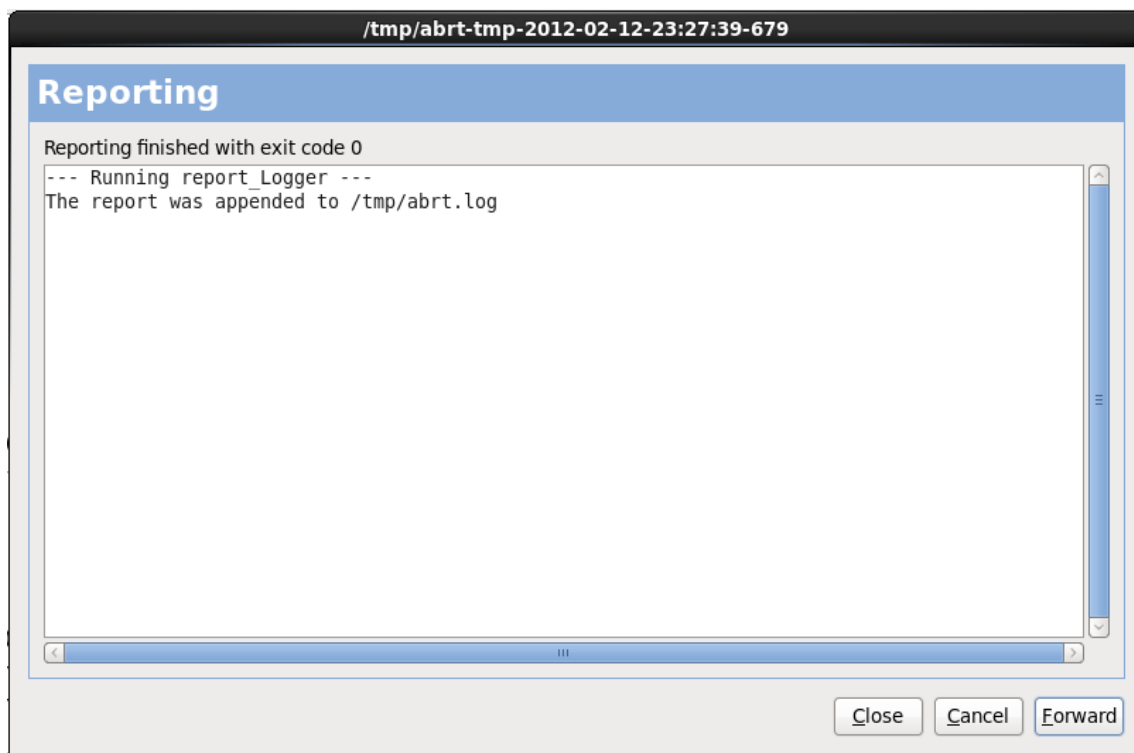 /tmp/abrt-tmp-2012-02-12-23:27:39-679
Reporting
Reporting finished with exit code 0
--- Running report_Logger ---
The report was appended to /tmp/abrt.log
Close Cancel Forward